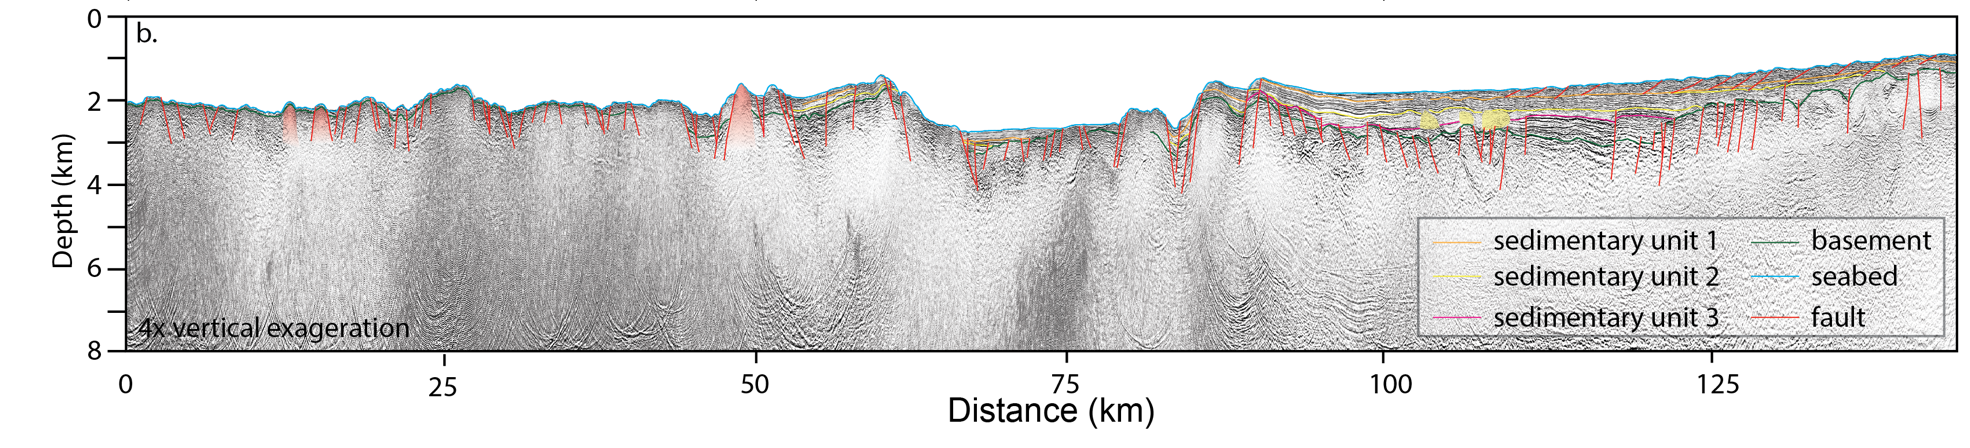 b.
0
2
4
6
8
Depth (km)
4x vertical exageration
sedimentary unit 1
basement
sedimentary unit 2
seabed
sedimentary unit 3
fault
0 25 50 75 100 125
Distance (km)